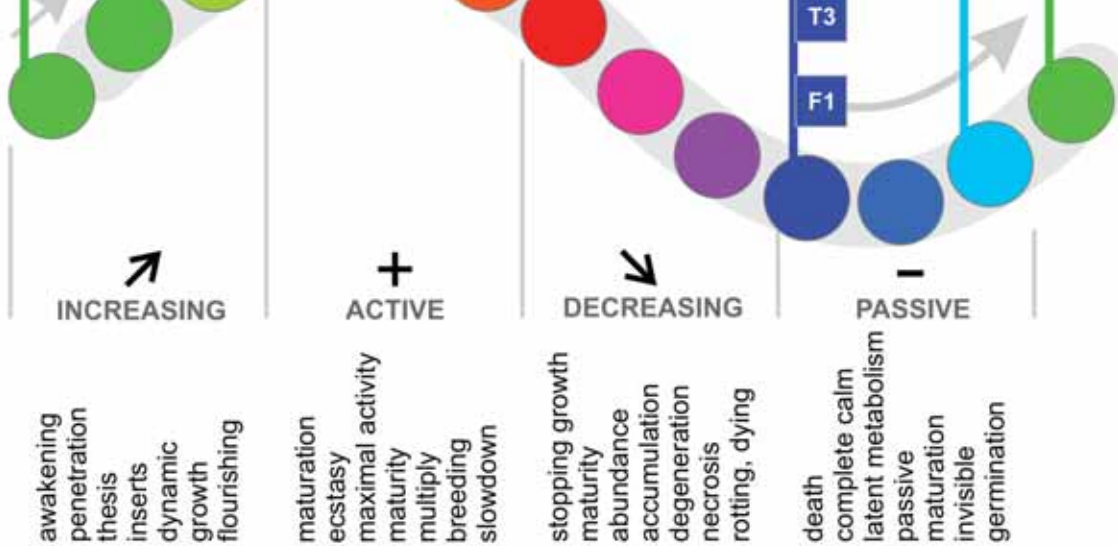 T3
F1
+
–
INCREASING
ACTIVE
DECREASING
PASSIVE
awakening
penetration
thesis
inserts
dynamic
growth
flourishing
maturation
ecstasy
maximal activity
maturity
multiply
breeding
slowdown
stopping growth
maturity
abundance
accumulation
degeneration
necrosis
rotting, dying
death
complete calm
latent metabolism
passive
maturation
invisible
germination